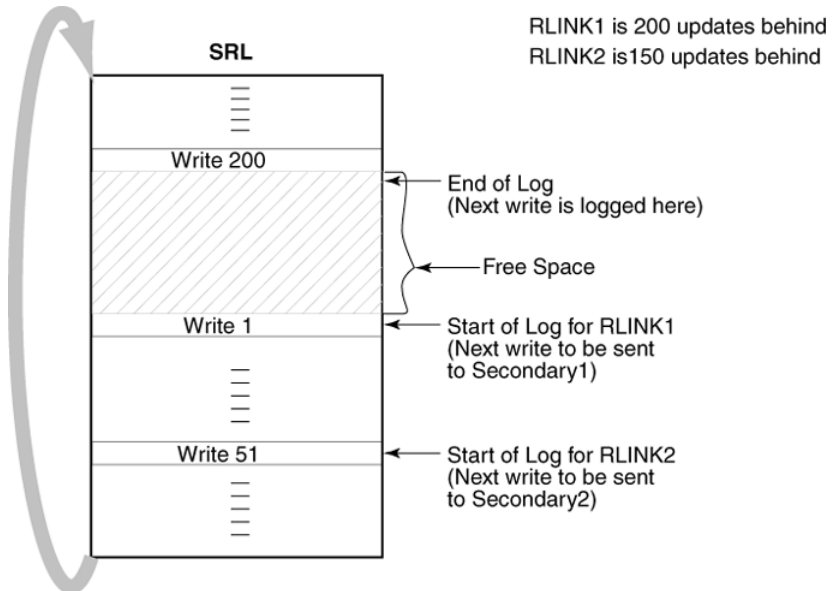 RLINK1 is 200 updates behind
RLINK2 is150 updates behind
SRL
Write 200
End of Log
(Next write is logged here)
Free Space
Write 1
Start of Log for RLINK1
(Next write to be sent
to Secondary1)
Write 51
Start of Log for RLINK2
(Next write to be sent
to Secondary2)